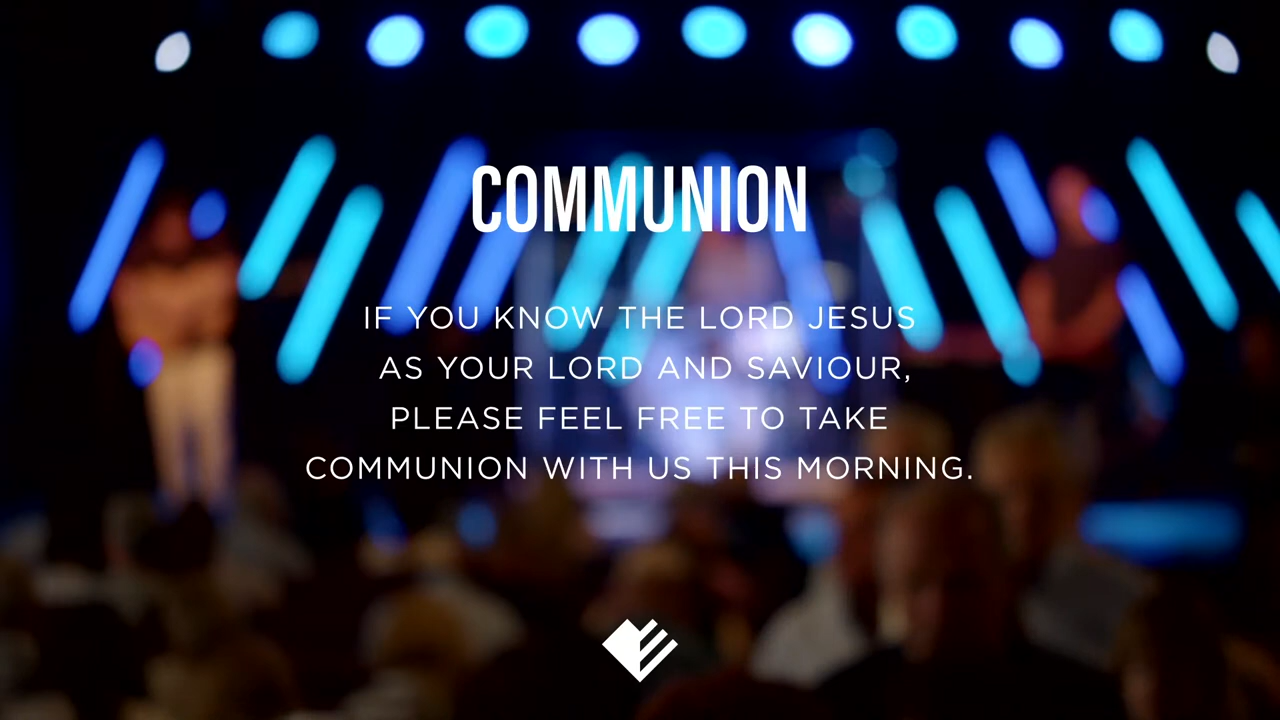 COMMUNION
IF YOU KNOW THE LORD JESUS
AS YOUR LORD AND SAVIOUR,
PLEASE FEEL FREE TO TAKE
COMMUNION WITH US THIS MORNING.